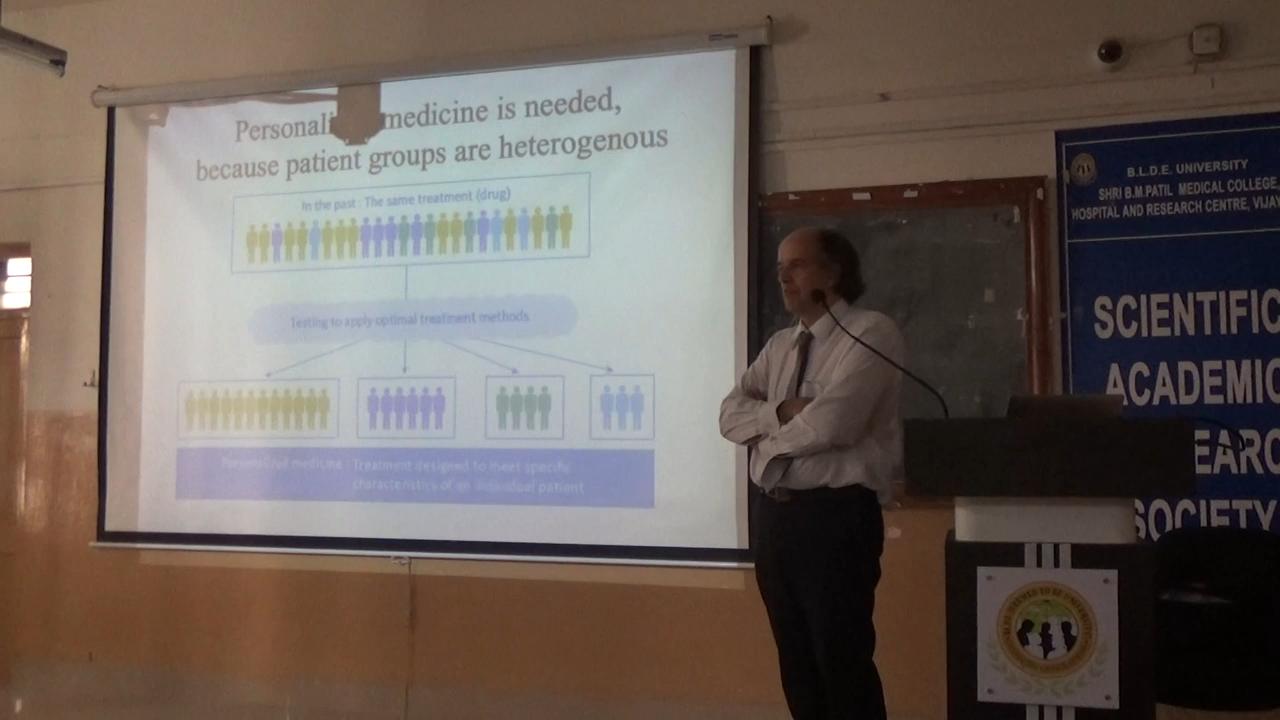 medicine is needed,
because patient groups are heterogenous
In the past : The same treatment (drug)
Testing to apply optimal treatment methods
Personalized medicine : Treatment designed to meet specific
characteristics of an individual patient
B.L.D.E. UNIVERSITY
SHRI B.M.PATIL MEDICAL COLLEGE,
HOSPITAL AND RESEARCH CENTRE, VIJAY
SCIENTIFIC
ACADEMIC
EARC
SOCIETY